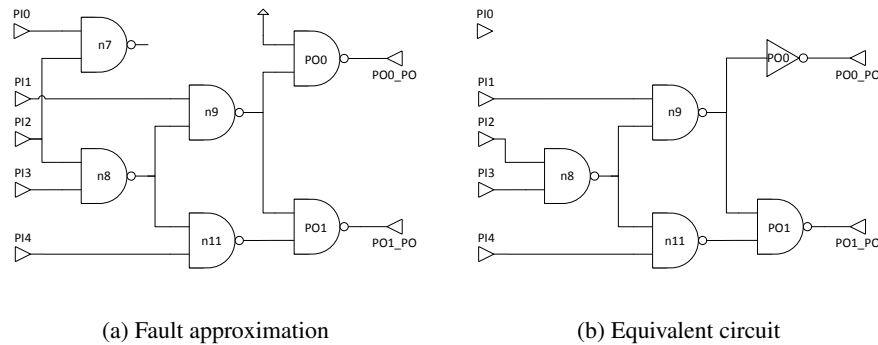 PI0
n7
PO0
PO0_PO
PI1
n9
PI2
PI3
n8
PO1
PO1_PO
PI4
n11
PI0
PO0
PO0_PO
PI1
n9
PI2
PI3
n8
PO1
PO1_PO
PI4
n11
(a) Fault approximation
(b) Equivalent circuit